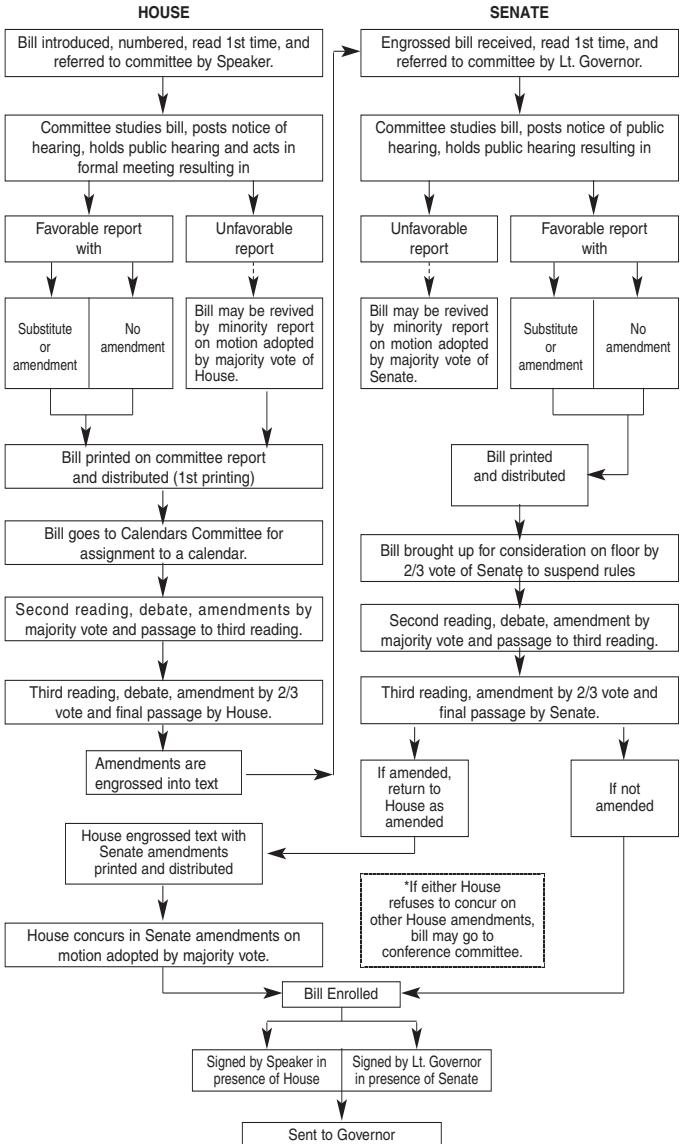 HOUSE
Bill introduced, numbered, read 1st time, and
referred to committee by Speaker.
Committee studies bill, posts notice of
hearing, holds public hearing and acts in
formal meeting resulting in
Favorable report
with
Unfavorable
report
Substitute
or
amendment
No
amendment
Bill may be revived
by minority report
on motion adopted
by majority vote of
House.
Bill printed on committee report
and distributed (1st printing)
Bill goes to Calendars Committee for
assignment to a calendar.
Second reading, debate, amendments by
majority vote and passage to third reading.
Third reading, debate, amendment by 2/3
vote and final passage by House.
Amendments are
engrossed into text
SENATE
Engrossed bill received, read 1st time, and
referred to committee by Lt. Governor.
Committee studies bill, posts notice of public
hearing, holds public hearing resulting in
Unfavorable
report
Favorable report
with
Bill may be revived
by minority report
on motion adopted
by majority vote of
Senate.
Substitute
or
amendment
No
amendment
Bill printed
and distributed
Bill brought up for consideration on floor by
2/3 vote of Senate to suspend rules
Second reading, debate, amendment by
majority vote and passage to third reading.
Third reading, amendment by 2/3 vote and
final passage by Senate.
If amended,
return to
House as
amended
If not
amended
House engrossed text with
Senate amendments
printed and distributed
*If either House
refuses to concur on
other House amendments,
bill may go to
conference committee.
House concurs in Senate amendments on
motion adopted by majority vote.
Bill Enrolled
Signed by Speaker in
presence of House
Signed by Lt. Governor
in presence of Senate
Sent to Governor